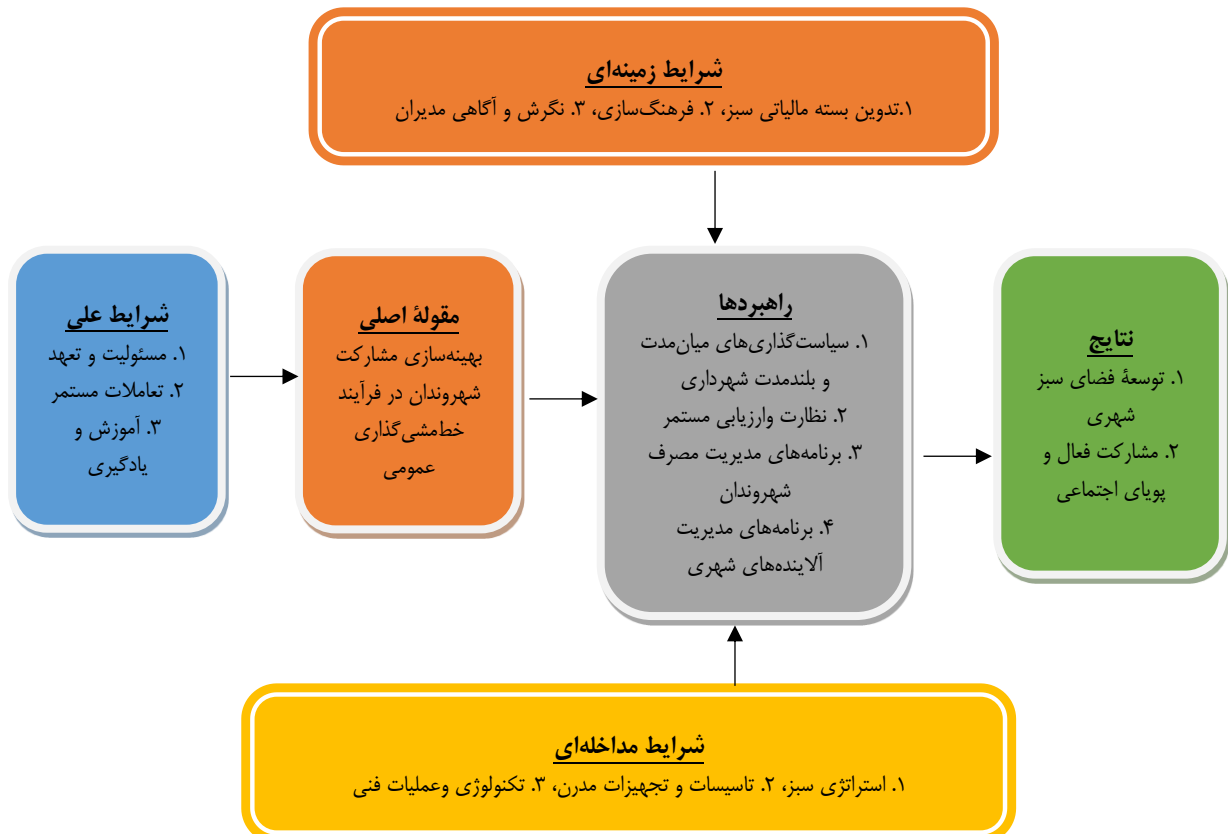 شرایط زمینه‌ای
۱.تدوین بسته مالیاتی سبز، ۲. فرهنگ‌سازی، ۳. نگرش و آگاهی مدیران
شرایط علی
۱. مسئولیت و تعهد
۲. تعاملات مستمر
۳. آموزش و
یادگیری
مقولۀ اصلی
بهینه‌سازی مشارکت
شهروندان در فرآیند
خط‌مشی‌گذاری
عمومی
راهبردها
۱. سیاست‌گذاری‌های میان‌مدت
و بلندمدت شهرداری
۲. نظارت وارزیابی مستمر
۳. برنامه‌های مدیریت مصرف
شهروندان
۴. برنامه‌های مدیریت
آلاینده‌های شهری
نتایج
۱. توسعۀ فضای سبز
شهری
۲. مشارکت فعال و
پویای اجتماعی
شرایط مداخله‌ای
۱. استراتژی سبز، ۲. تاسیسات و تجهیزات مدرن، ۳. تکنولوژی وعملیات فنی